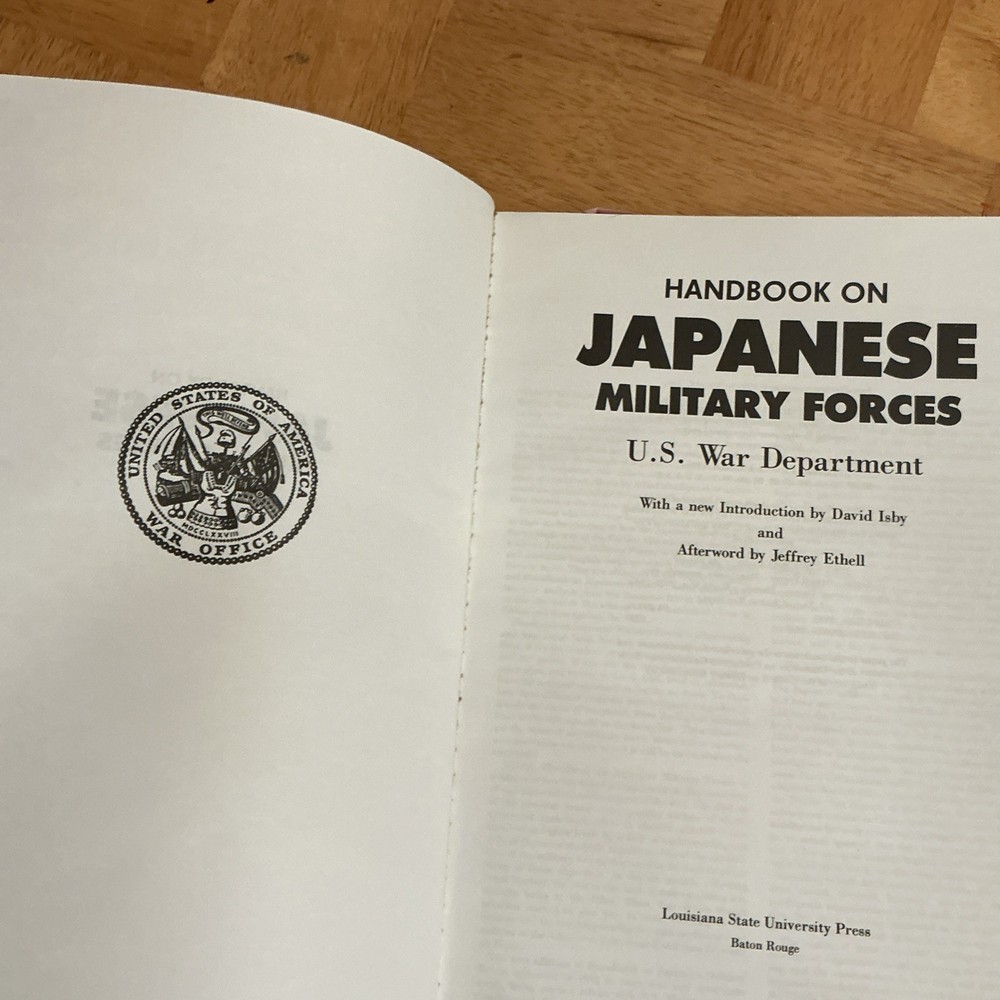 UNITED STATES OF AMERICA
WAR OFFICE
MDCCLXXVIII
HANDBOOK ON
JAPANESE
MILITARY FORCES
U.S. War Department
With a new Introduction by David Isby
and
Afterword by Jeffrey Ethell
Louisiana State University Press
Baton Rouge